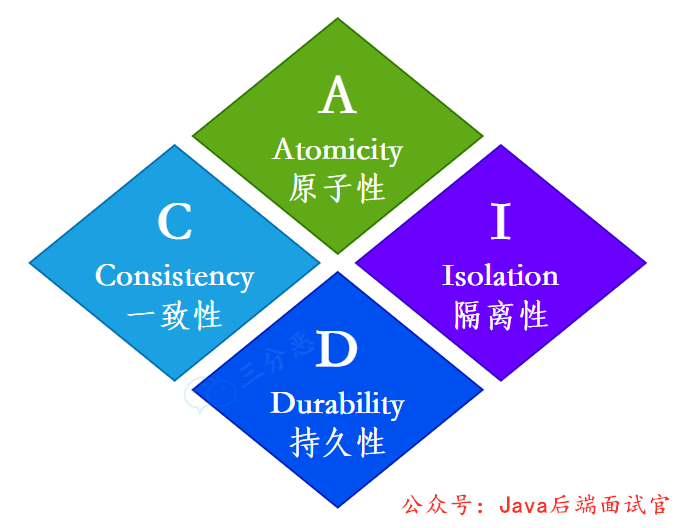 A
Atomicity
原子性
C
Consistency
一致性
I
Isolation
隔离性
D
Durability
持久性
三分恶
公众号：Java后端面试官